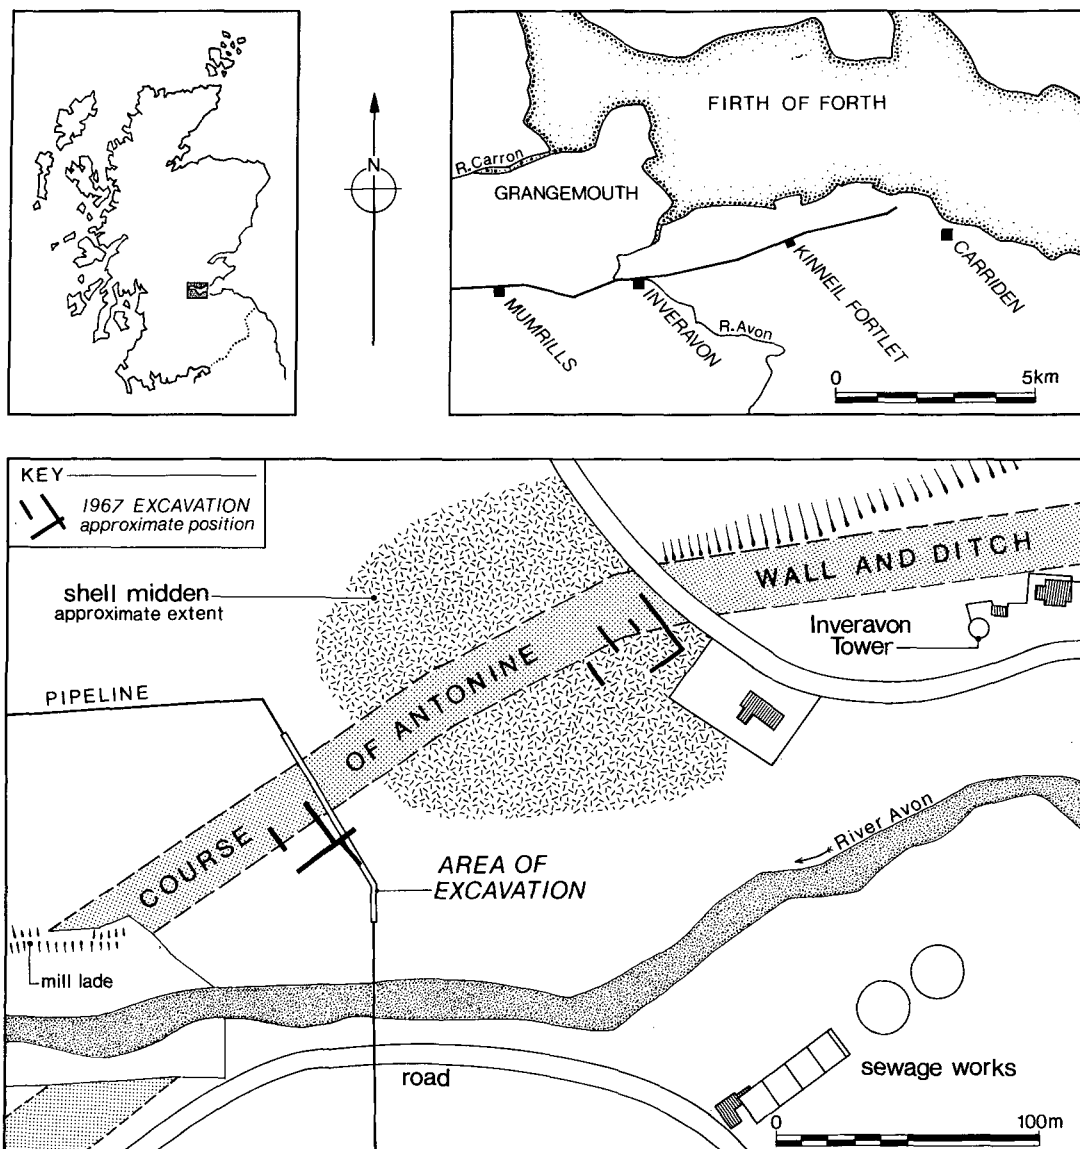 N
FIRTH OF FORTH
R.Carron
GRANGEMOUTH
MUMRILLS
INVERAVON
R.Avon
KINNEIL FORTLET
CARRIDEN
0 5km
KEY
1967 EXCAVATION
approximate position
shell midden
approximate extent
WALL AND DITCH
Inveravon
Tower
PIPELINE
COURSE OF ANTONINE
River Avon
AREA OF
EXCAVATION
mill lade
road
sewage works
0 100m